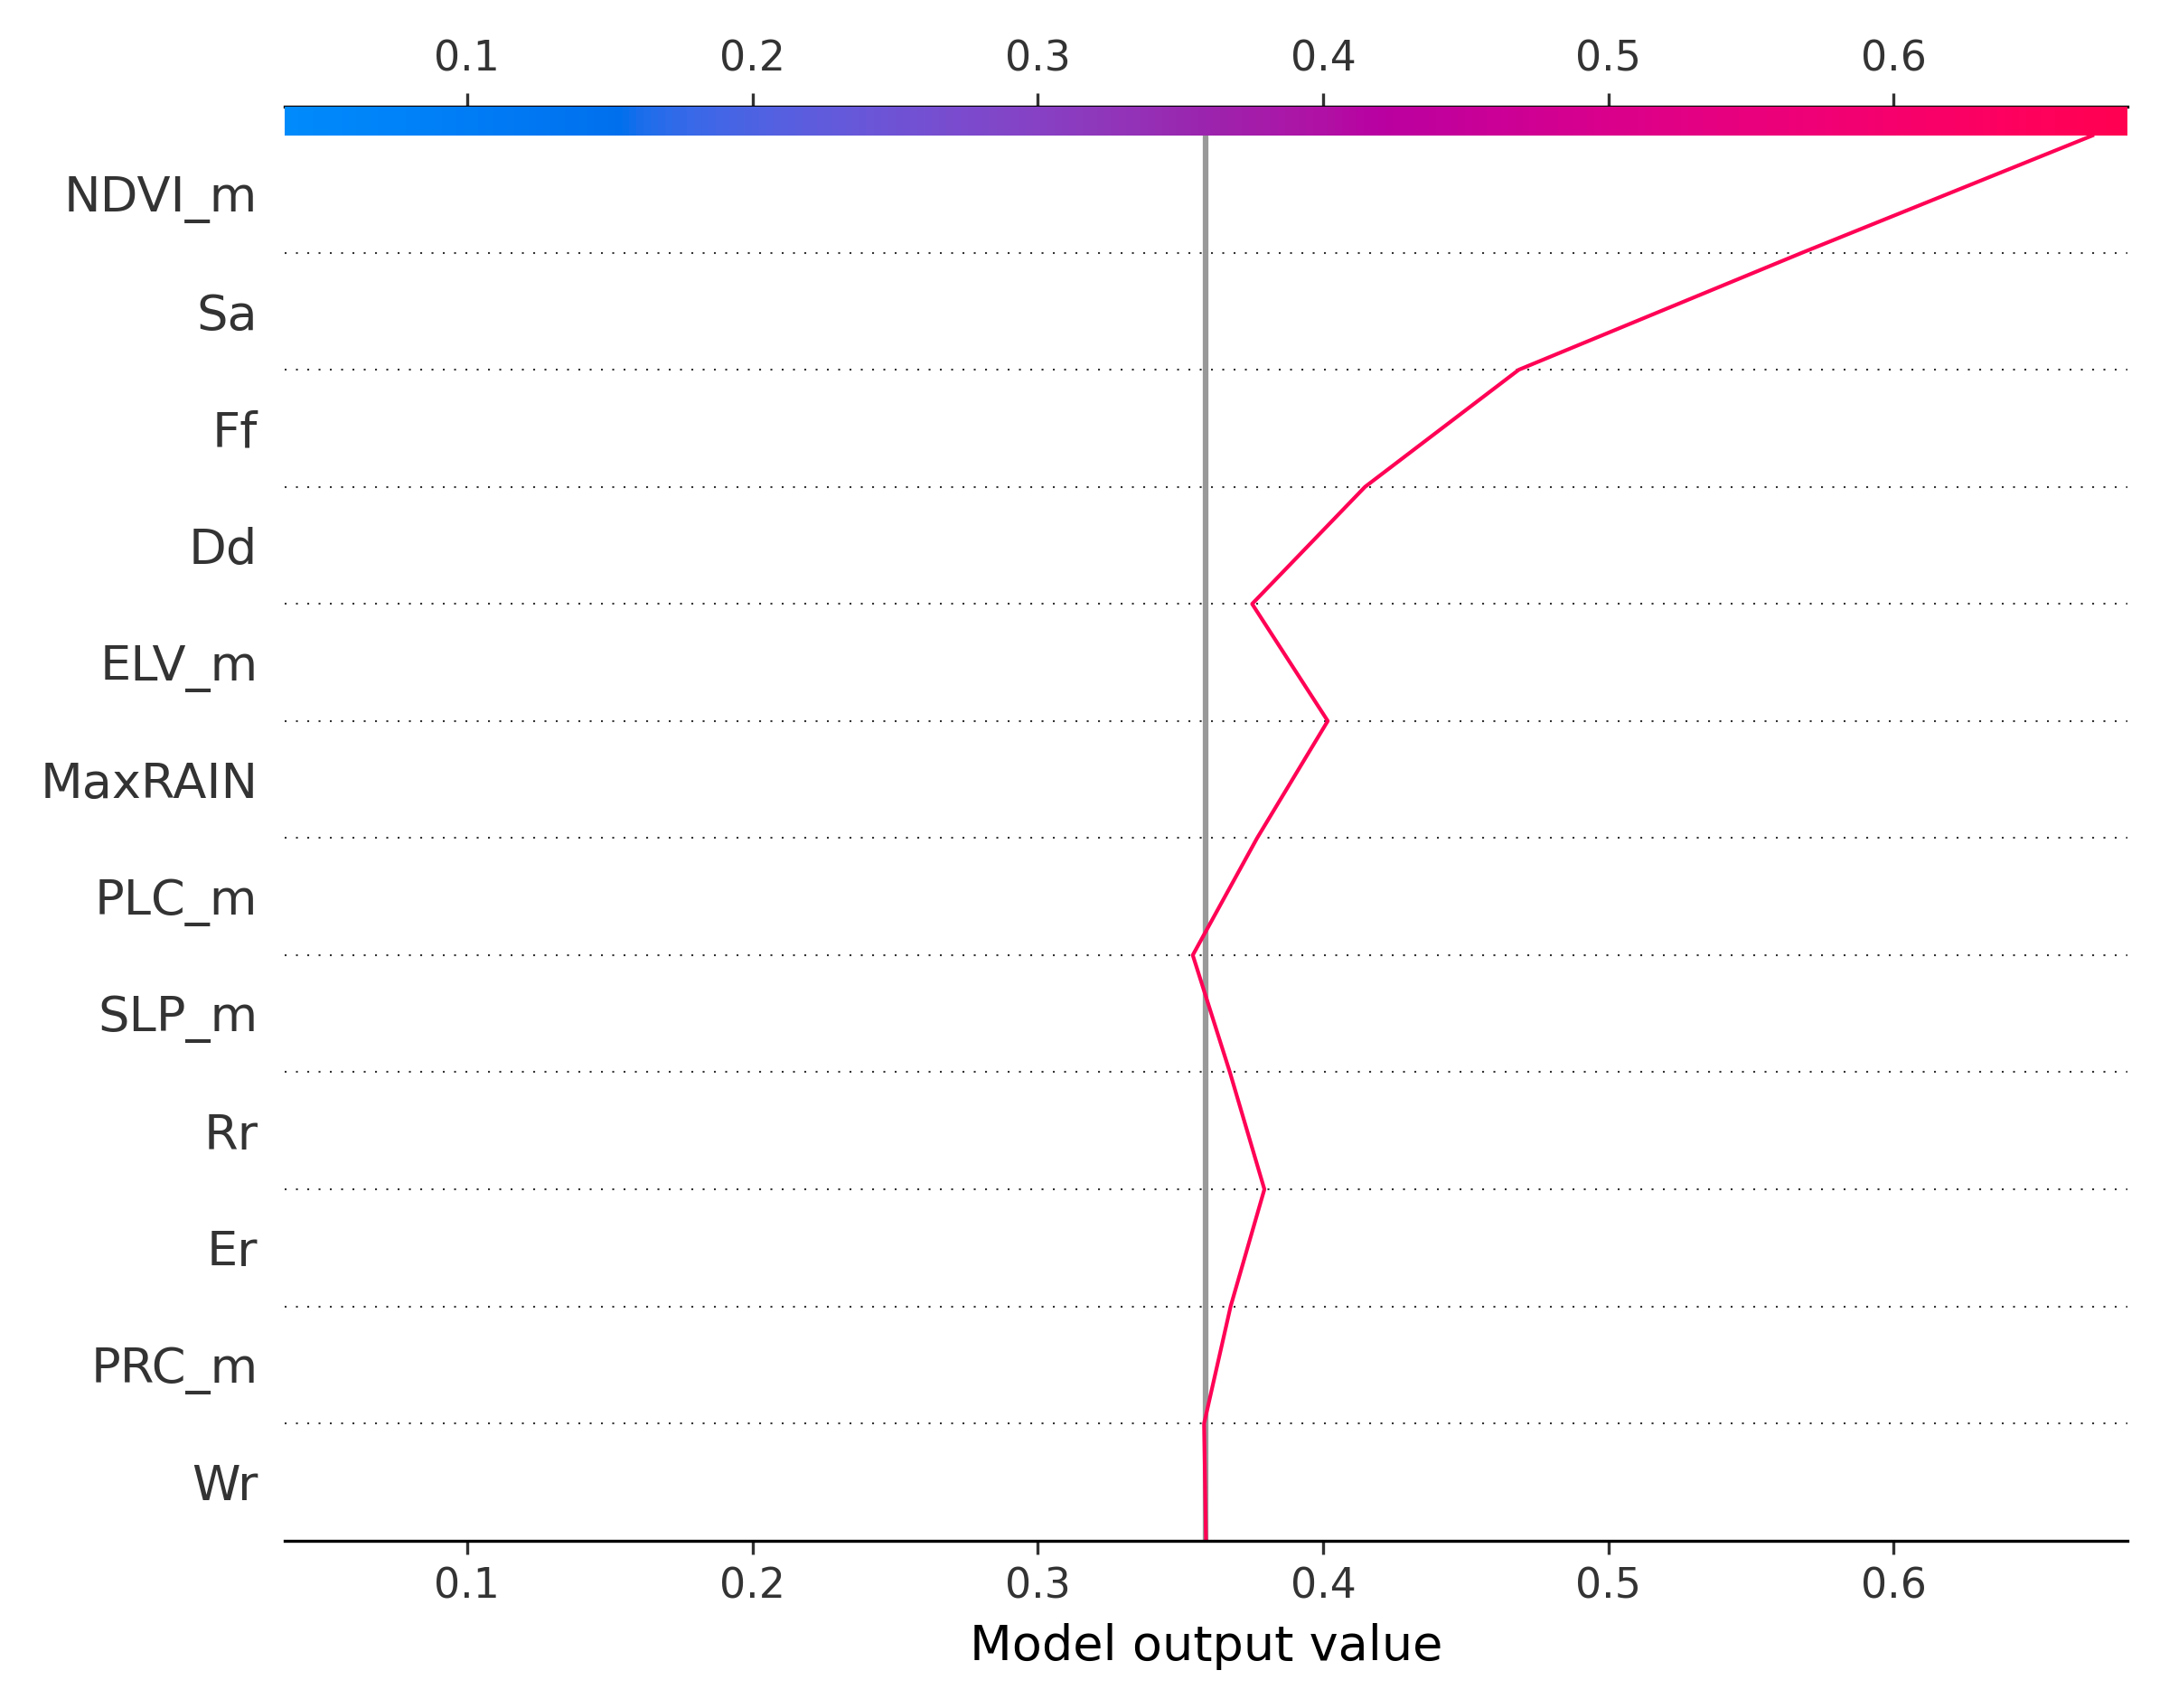 0.1 0.2 0.3 0.4 0.5 0.6
NDVI_m
Sa
Ff
Dd
ELV_m
MaxRAIN
PLC_m
SLP_m
Rr
Er
PRC_m
Wr
0.1 0.2 0.3 0.4 0.5 0.6
Model output value